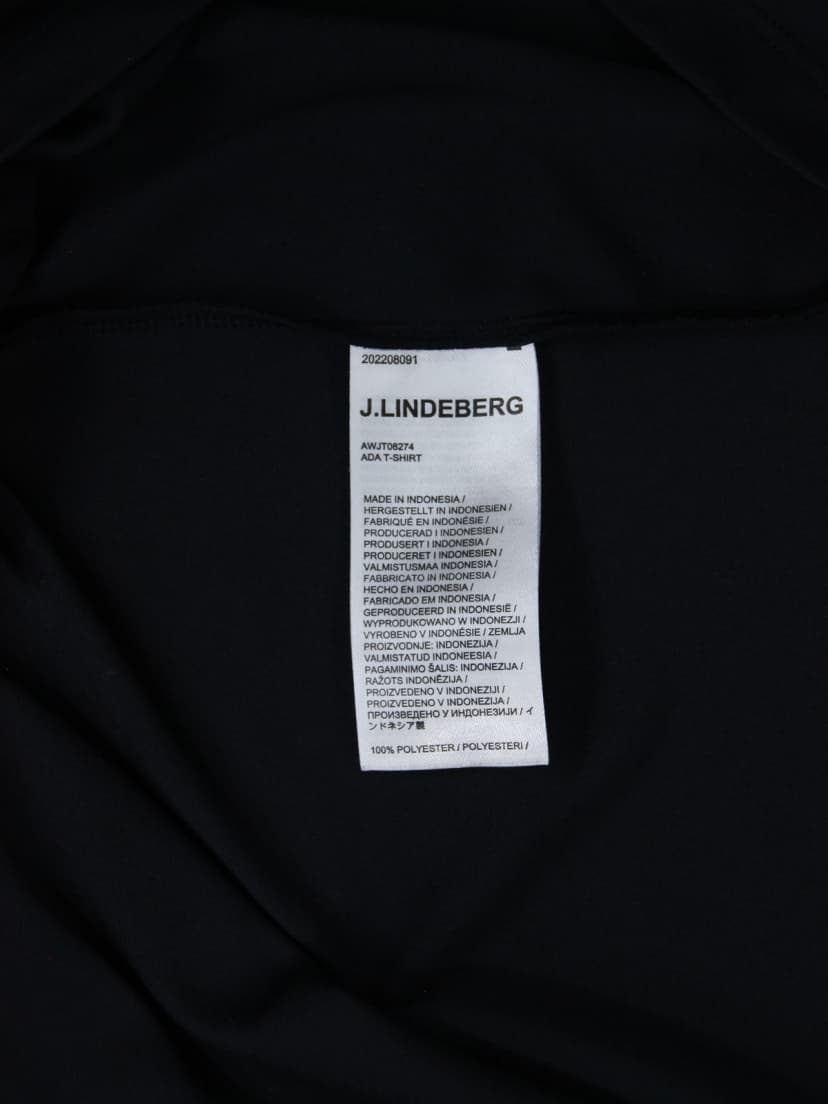 202208091
J.LINDEBERG
AWJT08274
ADA T-SHIRT
MADE IN INDONESIA /
HERGESTELLT IN INDONESIEN /
FABRIQUÉ EN INDONÉSIE /
PRODUCERAD I INDONESIEN /
PRODUSERT I INDONESIA /
PRODUCERET I INDONESIEN /
VALMISTUSMAA INDONESIA /
FABBRICATO IN INDONESIA /
HECHO EN INDONESIA /
FABRICADO EM INDONESIA /
GEPRODUCEERD IN INDONESIË /
WYPRODUKOWANO W INDONEZJI /
VYROBENO V INDONÉSIE / ZEMLJA
PROIZVODNJE: INDONEZIJA /
VALMISTATUD INDONEESIA /
PAGAMINIMO ŠALIS: INDONEZIJA /
RAŽOTS INDONĒZIJA /
PROIZVEDENO V INDONEZIJI /
PROIZVEDENO V INDONEZIJA /
ПРОИЗВЕДЕНО У ИНДОНЕЗИЈИ / イ
ンドネシア製
100% POLYESTER / POLYESTERI /